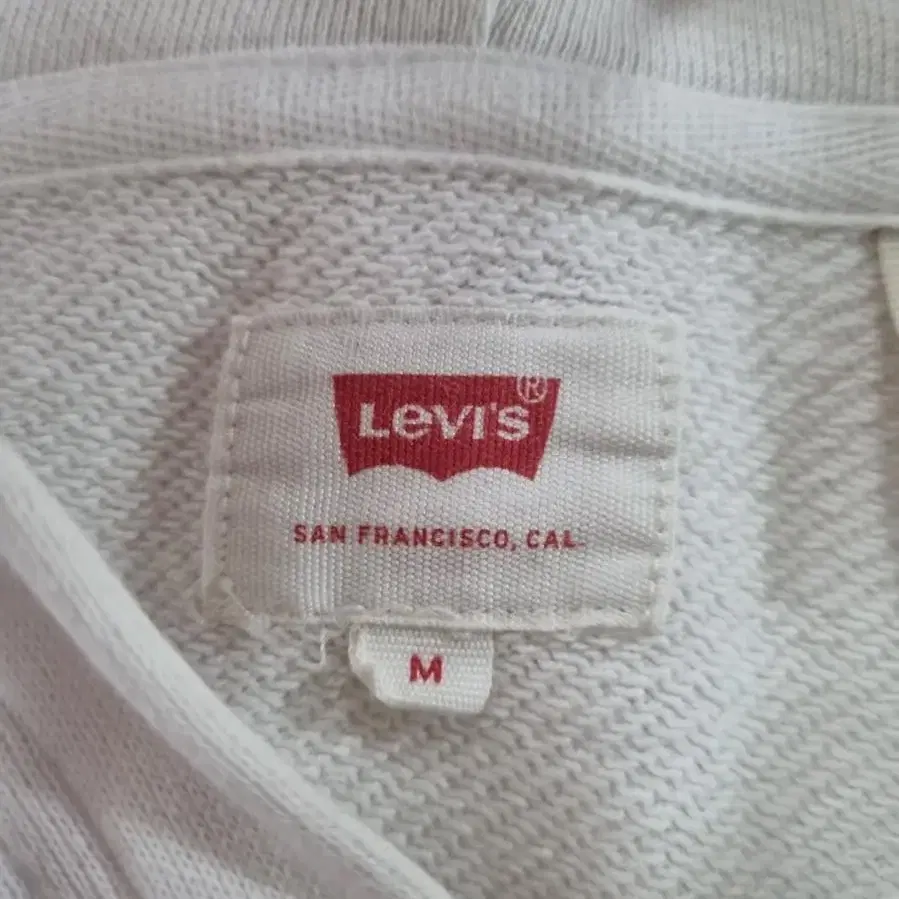 LEVI'S ®
SAN FRANCISCO, CAL.
M